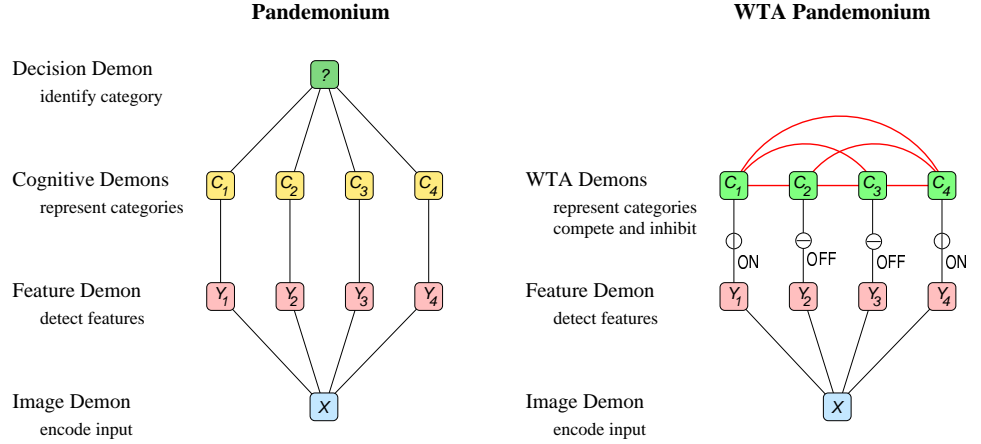 Pandemonium
Decision Demon
identify category
?
Cognitive Demons
represent categories
C1 C2 C3 C4
Feature Demon
detect features
Y1 Y2 Y3 Y4
Image Demon
encode input
X
WTA Pandemonium
WTA Demons
represent categories
compete and inhibit
C1 C2 C3 C4
ON OFF OFF ON
Feature Demon
detect features
Y1 Y2 Y3 Y4
Image Demon
encode input
X